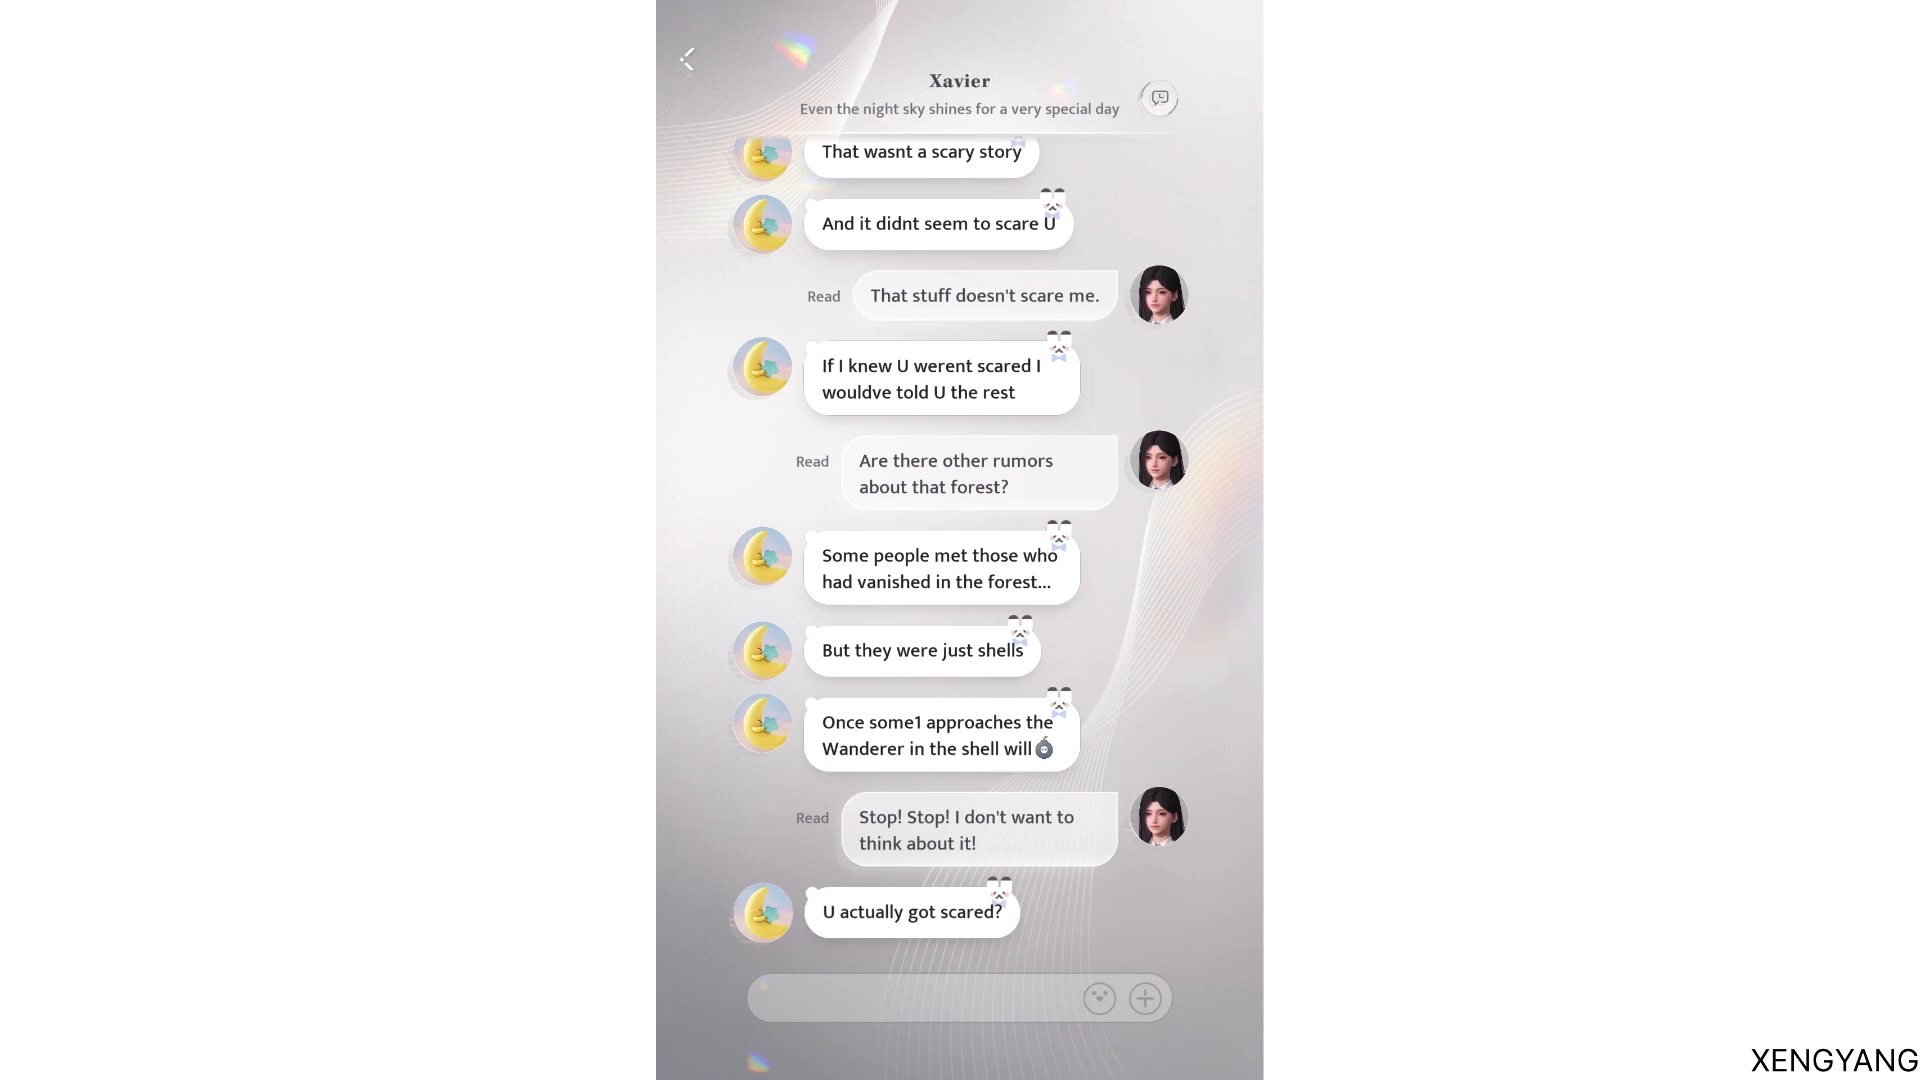 Xavier
Even the night sky shines for a very special day
That wasnt a scary story
And it didnt seem to scare U
Read
That stuff doesn't scare me.
If I knew U werent scared I
wouldve told U the rest
Read
Are there other rumors
about that forest?
Some people met those who
had vanished in the forest...
But they were just shells
Once some1 approaches the
Wanderer in the shell will
Read
Stop! Stop! I don't want to
think about it!
U actually got scared?
XENGYANG